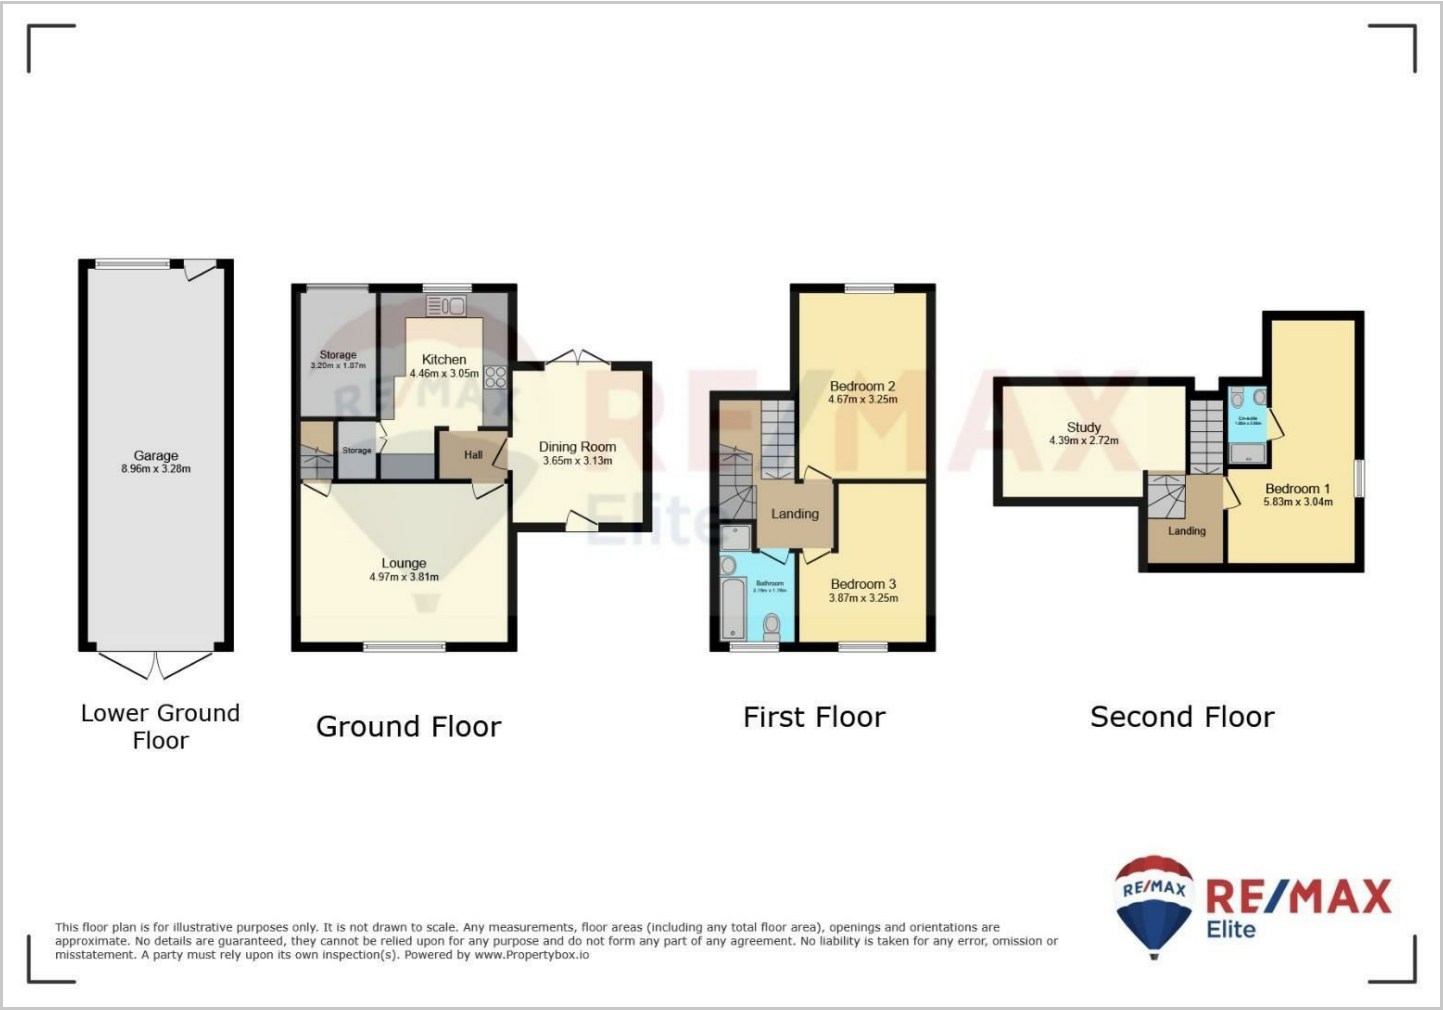 Garage
8.96m x 3.28m
Lower Ground
Floor
Storage
3.20m x 1.87m
Kitchen
4.46m x 3.05m
Storage
Hall
Dining Room
3.65m x 3.13m
Lounge
4.97m x 3.81m
Ground Floor
Bedroom 2
4.67m x 3.25m
Landing
Bathroom
Bedroom 3
3.87m x 3.25m
First Floor
Study
4.39m x 2.72m
En-suite
Bedroom 1
5.83m x 3.04m
Landing
Second Floor
RE/MAX
RE/MAX
Elite
This floor plan is for illustrative purposes only. It is not drawn to scale. Any measurements, floor areas (including any total floor area), openings and orientations are
approximate. No details are guaranteed, they cannot be relied upon for any purpose and do not form any part of any agreement. No liability is taken for any error, omission or
misstatement. A party must rely upon its own inspection(s). Powered by www.Propertybox.io
RE/MAX
RE/MAX
Elite